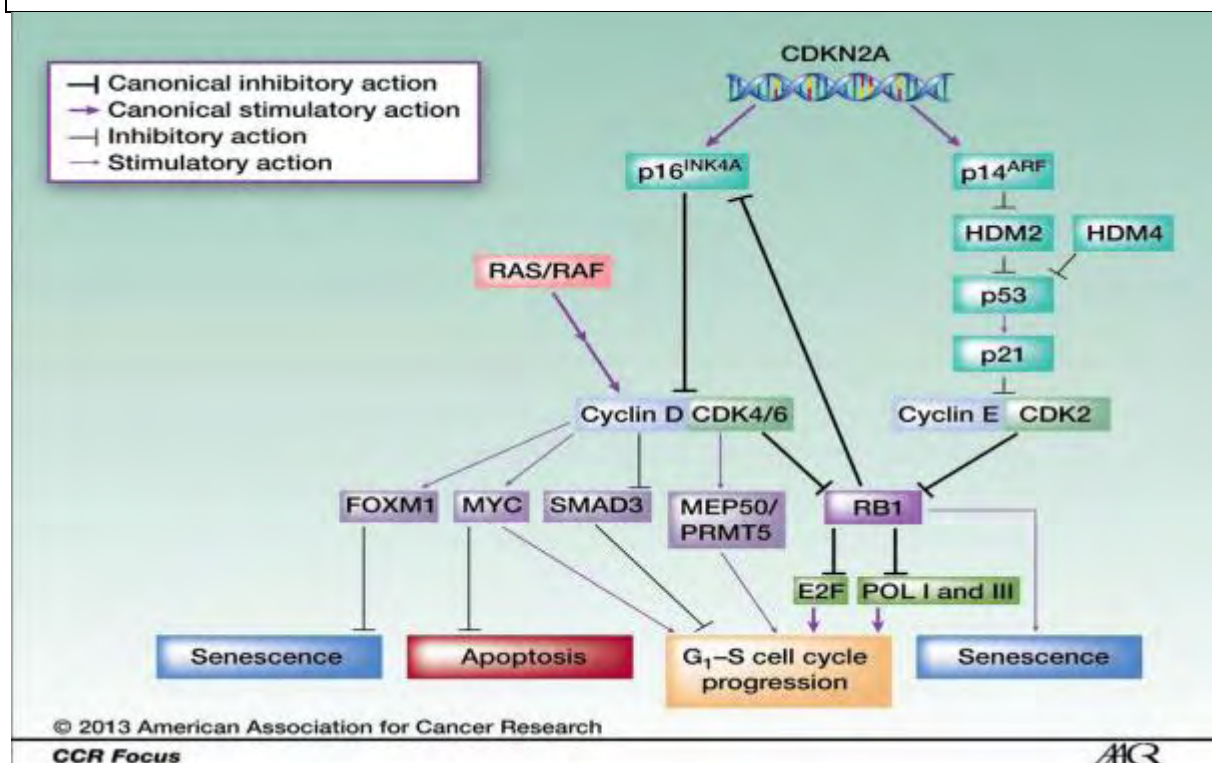 CDKN2A
Canonical inhibitory action
Canonical stimulatory action
Inhibitory action
Stimulatory action
p16INK4A
p14ARF
HDM2
HDM4
RAS/RAF
p53
p21
Cyclin D CDK4/6
Cyclin E CDK2
FOXM1
MYC
SMAD3
MEP50/
PRMT5
RB1
E2F
POL I and III
Senescence
Apoptosis
G1–S cell cycle
progression
Senescence
© 2013 American Association for Cancer Research
CCR Focus
AACR